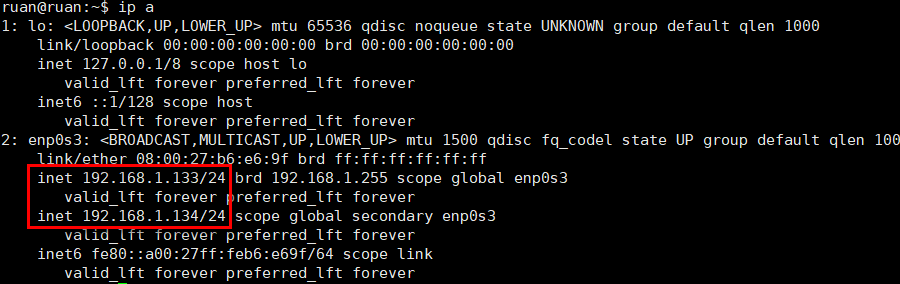 ruan@ruan:~$ ip a
1: lo: <LOOPBACK,UP,LOWER_UP> mtu 65536 qdisc noqueue state UNKNOWN group default qlen 1000
    link/loopback 00:00:00:00:00:00 brd 00:00:00:00:00:00
    inet 127.0.0.1/8 scope host lo
       valid_lft forever preferred_lft forever
    inet6 ::1/128 scope host
       valid_lft forever preferred_lft forever
2: enp0s3: <BROADCAST,MULTICAST,UP,LOWER_UP> mtu 1500 qdisc fq_codel state UP group default qlen 100
    link/ether 08:00:27:b6:e6:9f brd ff:ff:ff:ff:ff:ff
    inet 192.168.1.133/24 brd 192.168.1.255 scope global enp0s3
       valid_lft forever preferred_lft forever
    inet 192.168.1.134/24 scope global secondary enp0s3
       valid_lft forever preferred_lft forever
    inet6 fe80::a00:27ff:feb6:e69f/64 scope link
       valid_lft forever preferred_lft forever